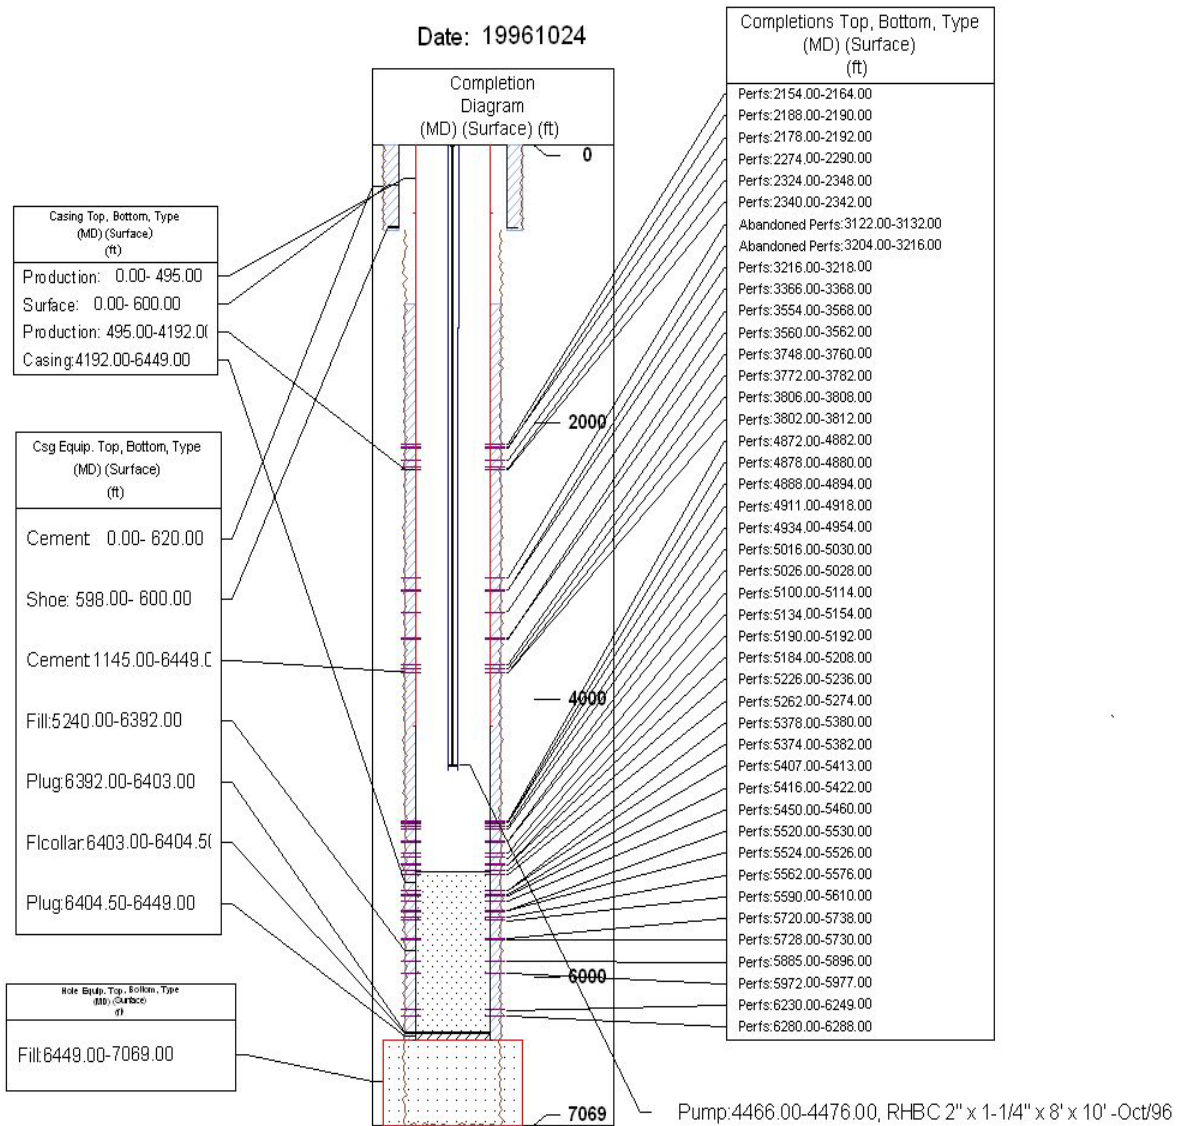 Date: 19961024
Completion
Diagram
(MD) (Surface) (ft)
0
2000
4000
6000
7069
Casing Top, Bottom, Type
(MD) (Surface)
(ft)
Production: 0.00- 495.00
Surface: 0.00- 600.00
Production: 495.00-4192.0(
Casing:4192.00-6449.00
Csg Equip. Top, Bottom, Type
(MD) (Surface)
(ft)
Cement 0.00- 620.00
Shoe: 598.00- 600.00
Cement:1145.00-6449.0
Fill:5240.00-6392.00
Plug:6392.00-6403.00
Flcollar:6403.00-6404.50
Plug:6404.50-6449.00
Hole Equip. Top, Bottom, Type
(MD) (Surface)
(ft)
Fill:6449.00-7069.00
Completions Top, Bottom, Type
(MD) (Surface)
(ft)
Perfs:2154.00-2164.00
Perfs:2188.00-2190.00
Perfs:2178.00-2192.00
Perfs:2274.00-2290.00
Perfs:2324.00-2348.00
Perfs:2340.00-2342.00
Abandoned Perfs:3122.00-3132.00
Abandoned Perfs:3204.00-3216.00
Perfs:3216.00-3218.00
Perfs:3366.00-3368.00
Perfs:3554.00-3568.00
Perfs:3560.00-3562.00
Perfs:3748.00-3760.00
Perfs:3772.00-3782.00
Perfs:3806.00-3808.00
Perfs:3802.00-3812.00
Perfs:4872.00-4882.00
Perfs:4878.00-4880.00
Perfs:4888.00-4894.00
Perfs:4911.00-4918.00
Perfs:4934.00-4954.00
Perfs:5016.00-5030.00
Perfs:5026.00-5028.00
Perfs:5100.00-5114.00
Perfs:5134.00-5154.00
Perfs:5190.00-5192.00
Perfs:5184.00-5208.00
Perfs:5226.00-5236.00
Perfs:5262.00-5274.00
Perfs:5378.00-5380.00
Perfs:5374.00-5382.00
Perfs:5407.00-5413.00
Perfs:5416.00-5422.00
Perfs:5450.00-5460.00
Perfs:5520.00-5530.00
Perfs:5524.00-5526.00
Perfs:5562.00-5576.00
Perfs:5590.00-5610.00
Perfs:5720.00-5738.00
Perfs:5728.00-5730.00
Perfs:5885.00-5896.00
Perfs:5972.00-5977.00
Perfs:6230.00-6249.00
Perfs:6280.00-6288.00
Pump:4466.00-4476.00, RHBC 2" x 1-1/4" x 8' x 10' -Oct/96